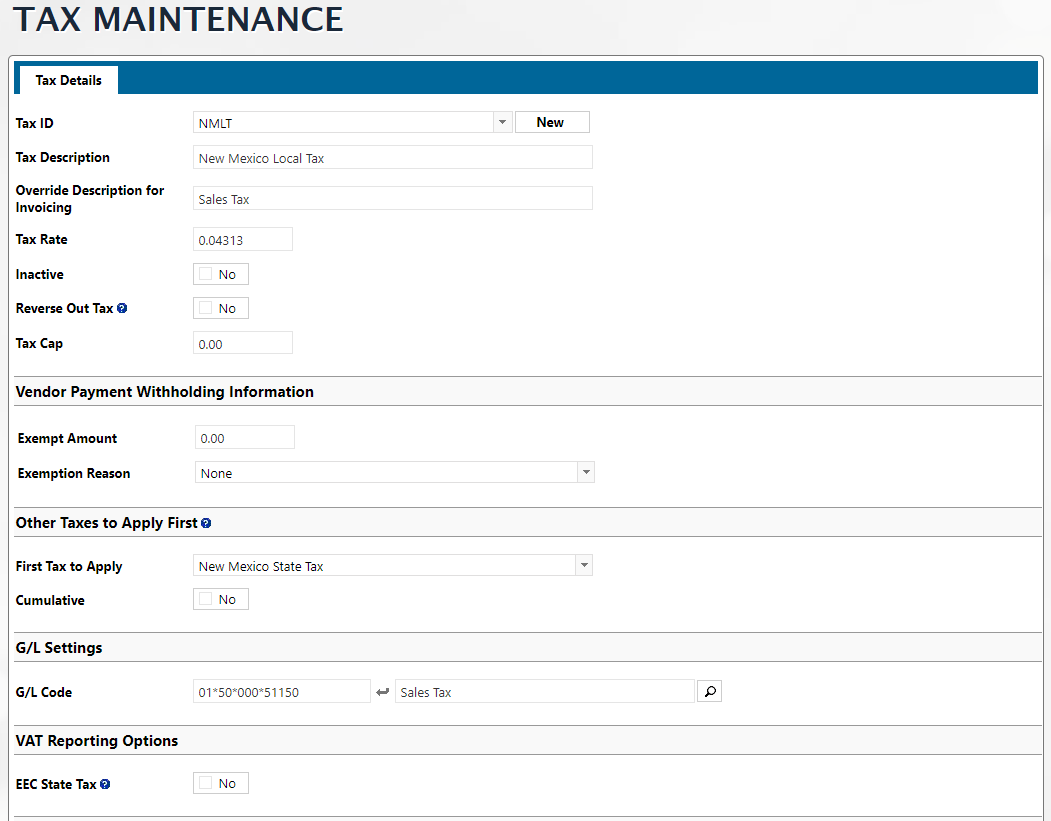 TAX MAINTENANCE
Tax Details
Tax ID NMLT New
Tax Description New Mexico Local Tax
Override Description for
Invoicing
Sales Tax
Tax Rate 0.04313
Inactive No
Reverse Out Tax ? No
Tax Cap 0.00
Vendor Payment Withholding Information
Exempt Amount 0.00
Exemption Reason None
Other Taxes to Apply First ?
First Tax to Apply New Mexico State Tax
Cumulative No
G/L Settings
G/L Code 01*50*000*51150 Sales Tax
VAT Reporting Options
EEC State Tax ? No